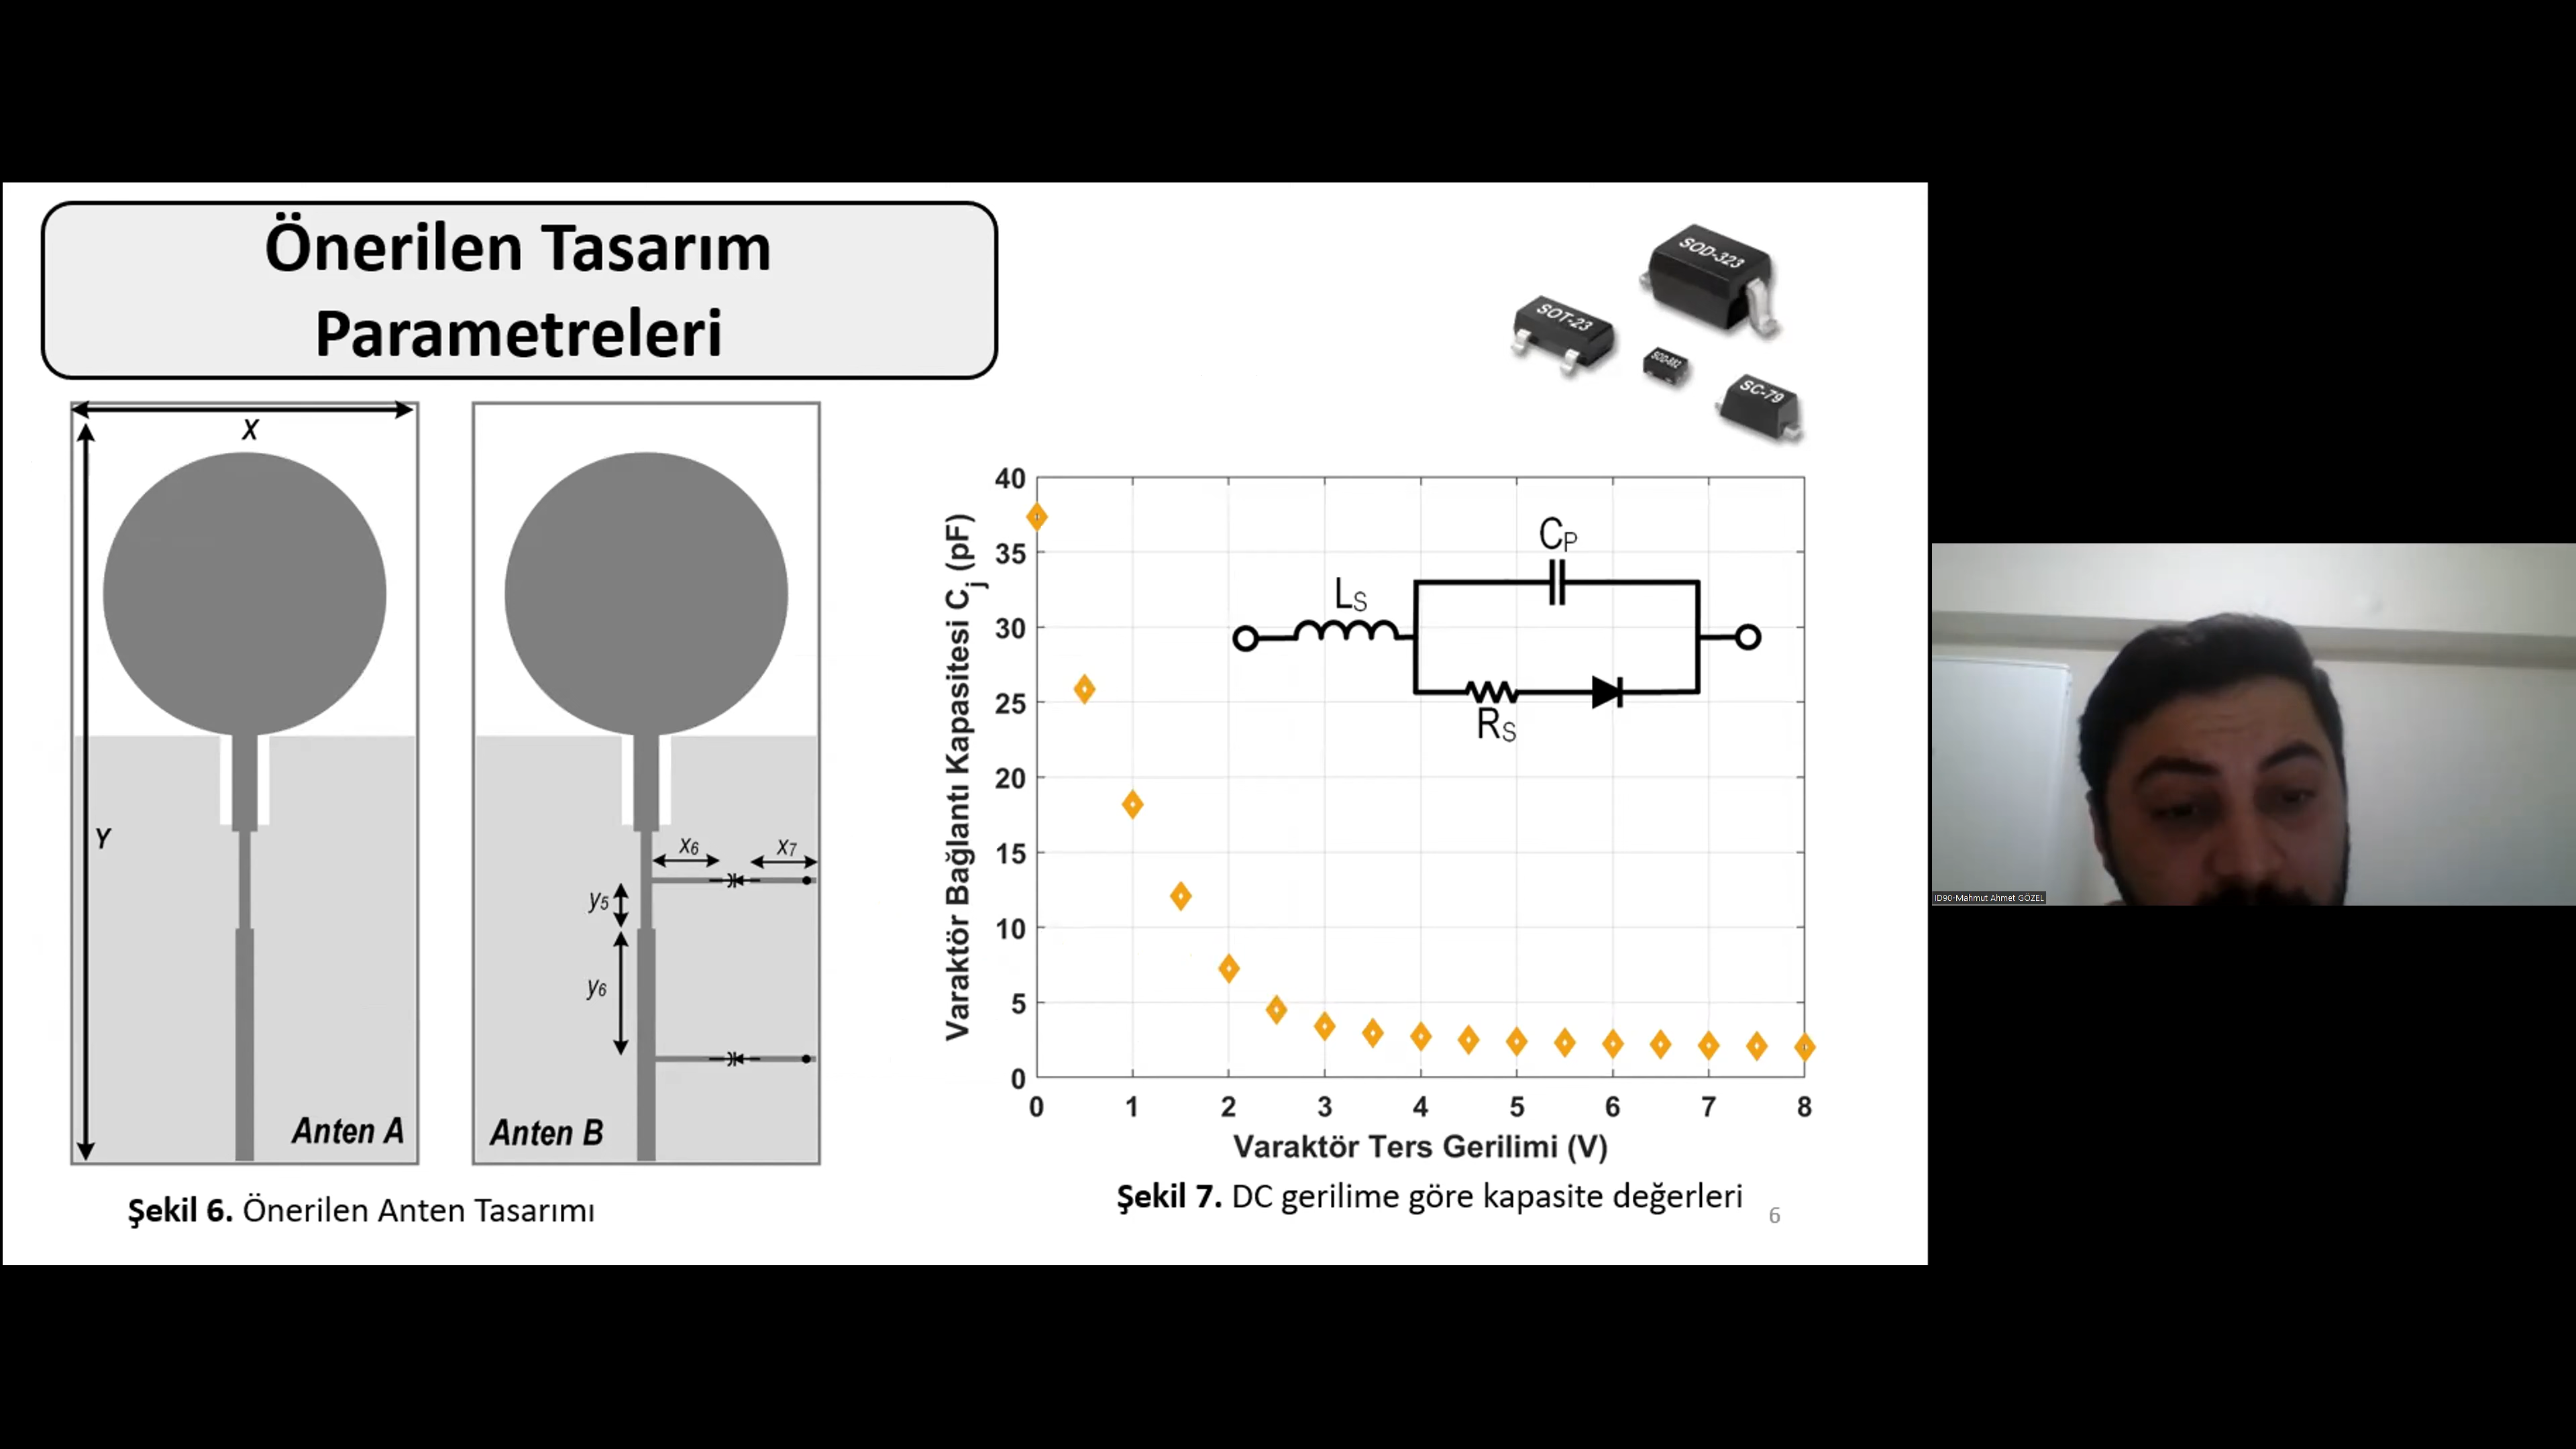 Önerilen Tasarım
Parametreleri
SOD-323
SOT-23
SC-79
X
Y
Anten A
X6
X7
y5
y6
Anten B
Şekil 6. Önerilen Anten Tasarımı
Varaktör Bağlantı Kapasitesi Cj (pF)
40
35
30
25
20
15
10
5
0
CP
LS
RS
0 1 2 3 4 5 6 7 8
Varaktör Ters Gerilimi (V)
Şekil 7. DC gerilime göre kapasite değerleri
6
ID90-Mahmut Ahmet GÖZEL